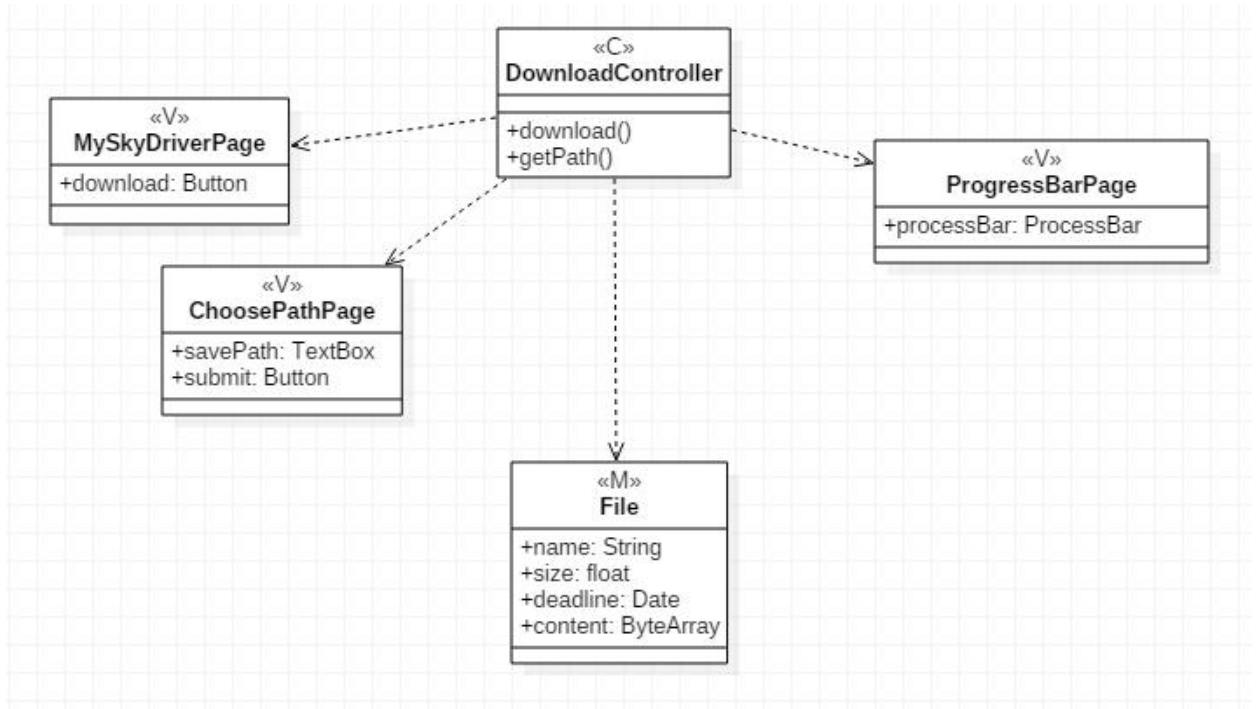 «C»
DownloadController
+download()
+getPath()
«V»
MySkyDriverPage
+download: Button
«V»
ProgressBarPage
+processBar: ProcessBar
«V»
ChoosePathPage
+savePath: TextBox
+submit: Button
«M»
File
+name: String
+size: float
+deadline: Date
+content: ByteArray